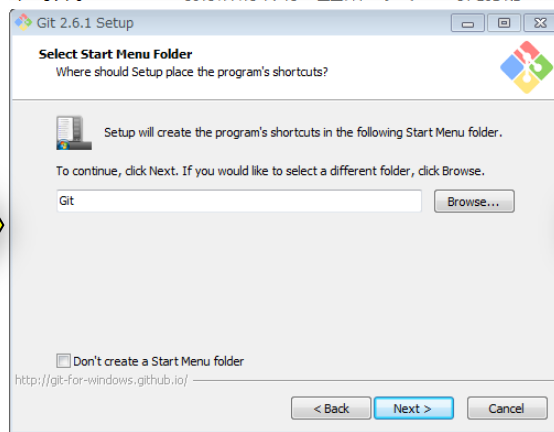 Git 2.6.1 Setup
Select Start Menu Folder
Where should Setup place the program's shortcuts?
Setup will create the program's shortcuts in the following Start Menu folder.
To continue, click Next. If you would like to select a different folder, click Browse.
Git
Browse...
Don't create a Start Menu folder
http://git-for-windows.github.io/
< Back
Next >
Cancel